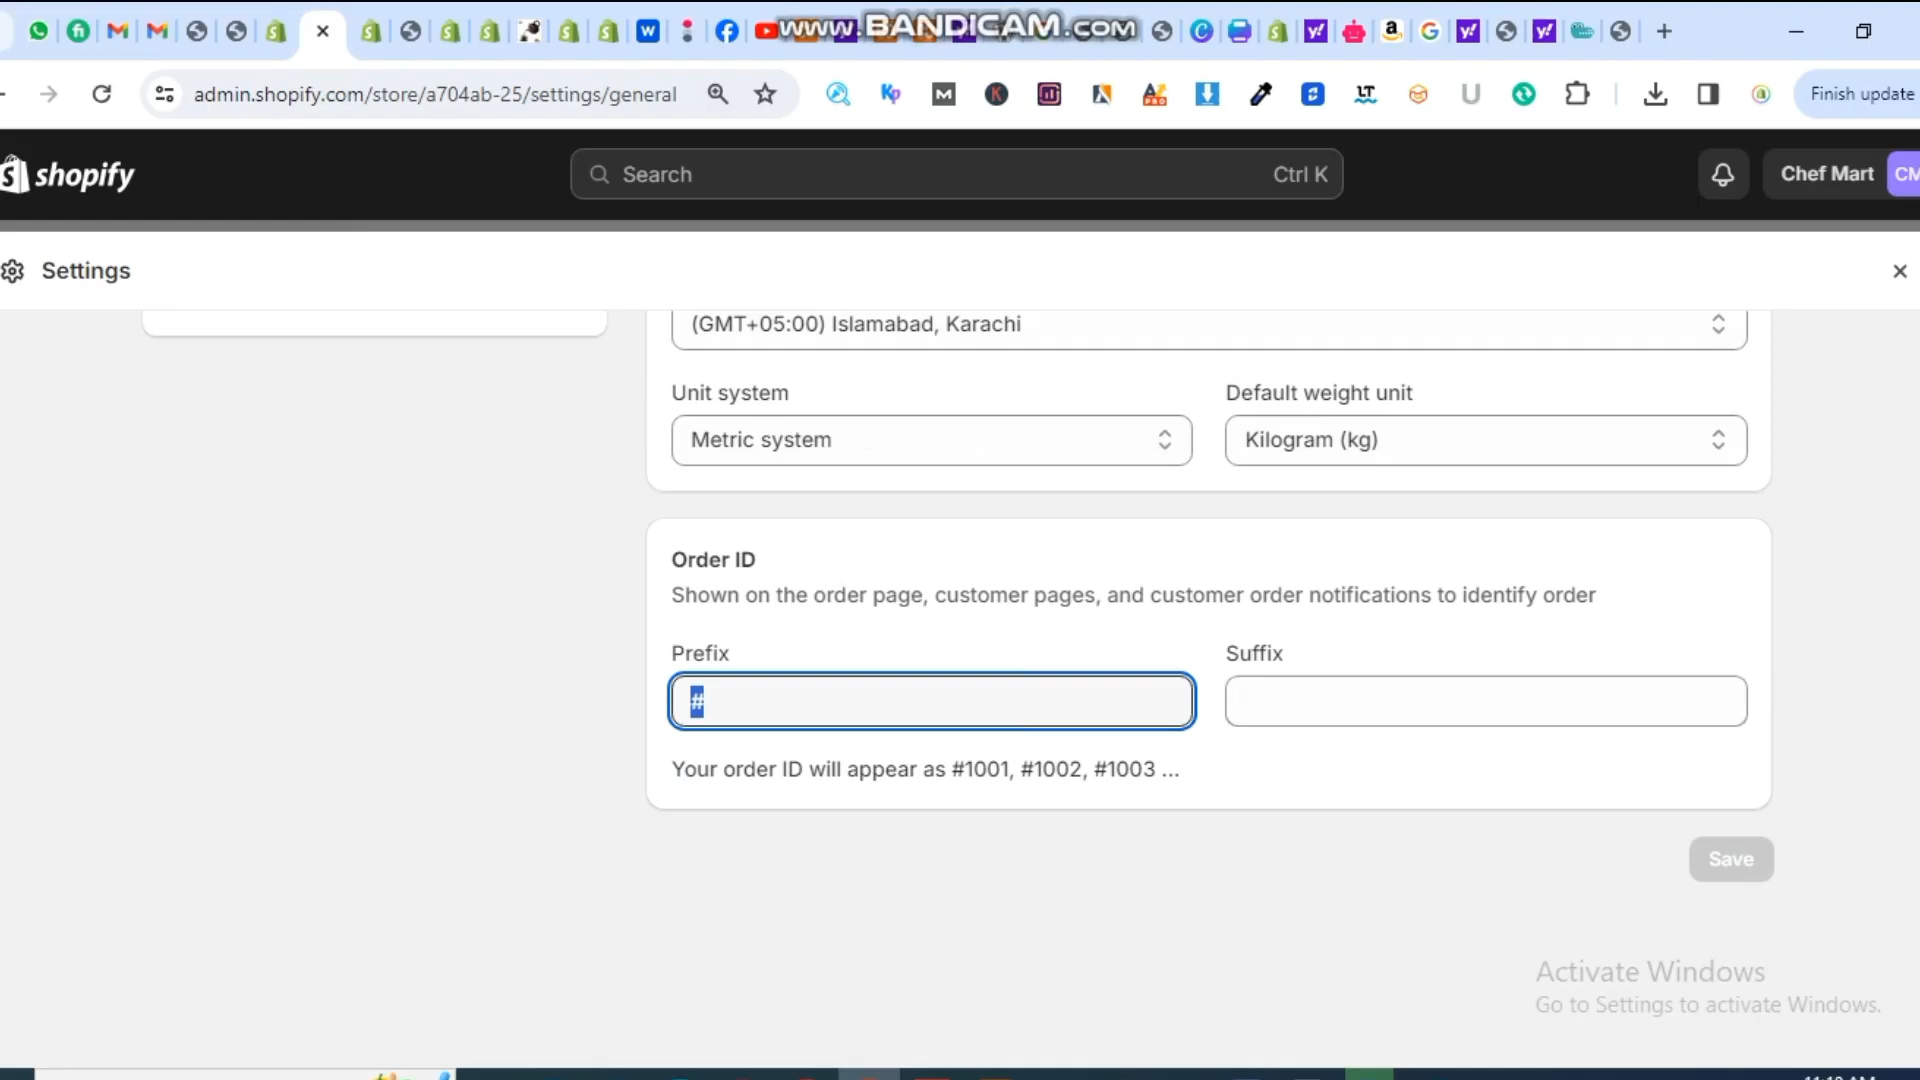 www.BANDICAM.com
admin.shopify.com/store/a704ab-25/settings/general
Finish update
shopify
Search
Ctrl K
Chef Mart
CM
Settings
(GMT+05:00) Islamabad, Karachi
Unit system
Default weight unit
Metric system
Kilogram (kg)
Order ID
Shown on the order page, customer pages, and customer order notifications to identify order
Prefix
Suffix
#
Your order ID will appear as #1001, #1002, #1003 ...
Save
Activate Windows
Go to Settings to activate Windows.